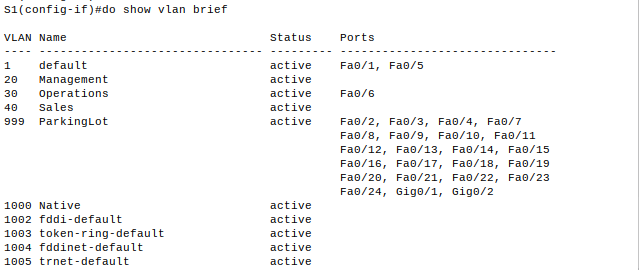 S1(config-if)#do show vlan brief
VLAN Name                             Status    Ports
---- -------------------------------- --------- -------------------------------
1    default                          active    Fa0/1, Fa0/5
20   Management                       active
30   Operations                       active    Fa0/6
40   Sales                            active
999  ParkingLot                       active    Fa0/2, Fa0/3, Fa0/4, Fa0/7
                                                Fa0/8, Fa0/9, Fa0/10, Fa0/11
                                                Fa0/12, Fa0/13, Fa0/14, Fa0/15
                                                Fa0/16, Fa0/17, Fa0/18, Fa0/19
                                                Fa0/20, Fa0/21, Fa0/22, Fa0/23
                                                Fa0/24, Gig0/1, Gig0/2
1000 Native                           active
1002 fddi-default                     active
1003 token-ring-default               active
1004 fddinet-default                  active
1005 trnet-default                    active